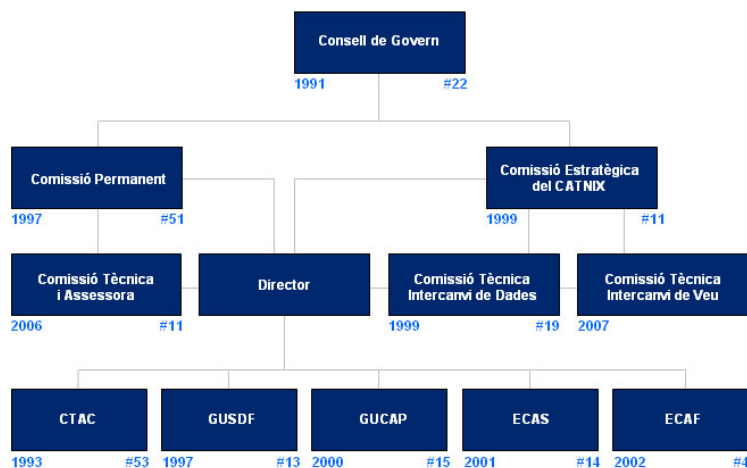 Consell de Govern
1991 #22
Comissió Permanent
Comissió Estratègica
del CATNIX
1997 #51
1999 #11
Comissió Tècnica
i Assessora
Director
Comissió Tècnica
Intercanvi de Dades
Comissió Tècnica
Intercanvi de Veu
2006 #11
1999 #19
2007
CTAC
GUSDF
GUCAP
ECAS
ECAF
1993 #53
1997 #13
2000 #15
2001 #14
2002 #4